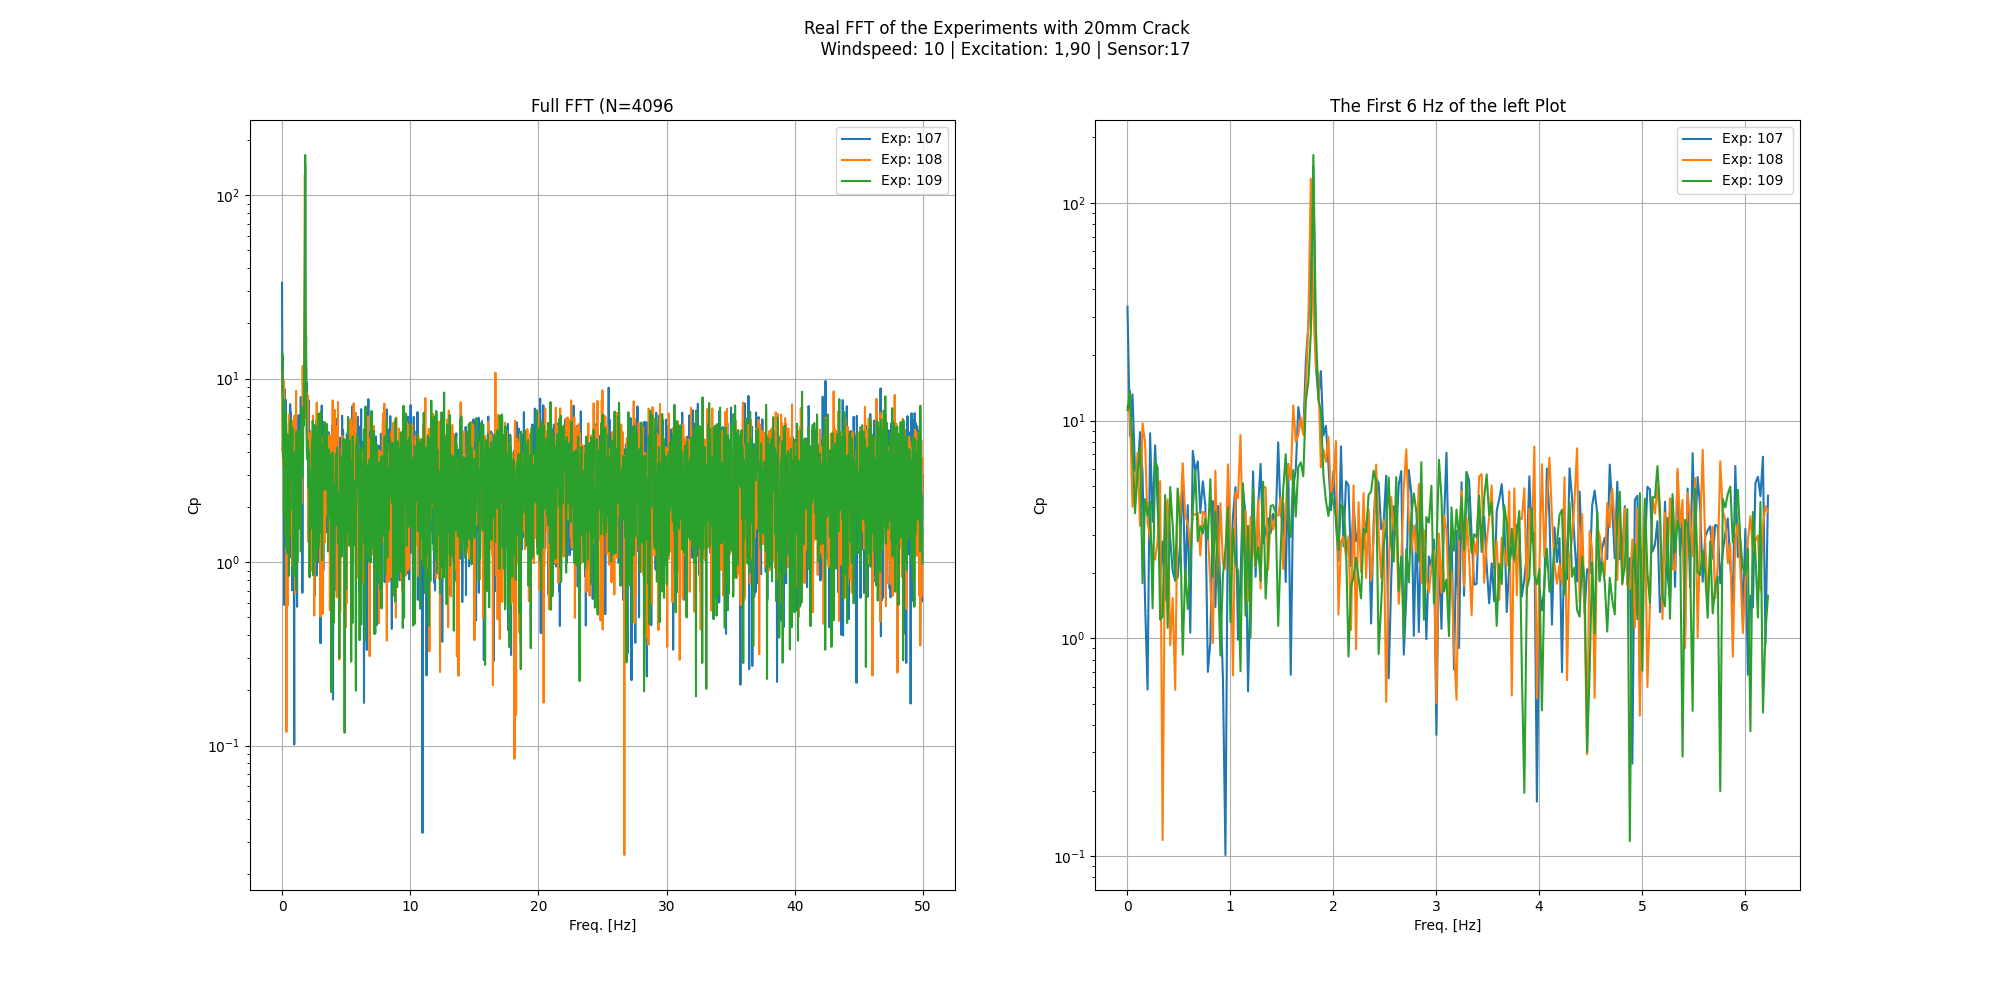 Real FFT of the Experiments with 20mm Crack
Windspeed: 10 | Excitation: 1,90 | Sensor:17
Full FFT (N=4096
Exp: 107
Exp: 108
Exp: 109
10²
10¹
10⁰
10⁻¹
Cp
0 10 20 30 40 50
Freq. [Hz]
The First 6 Hz of the left Plot
Exp: 107
Exp: 108
Exp: 109
10²
10¹
10⁰
10⁻¹
Cp
0 1 2 3 4 5 6
Freq. [Hz]